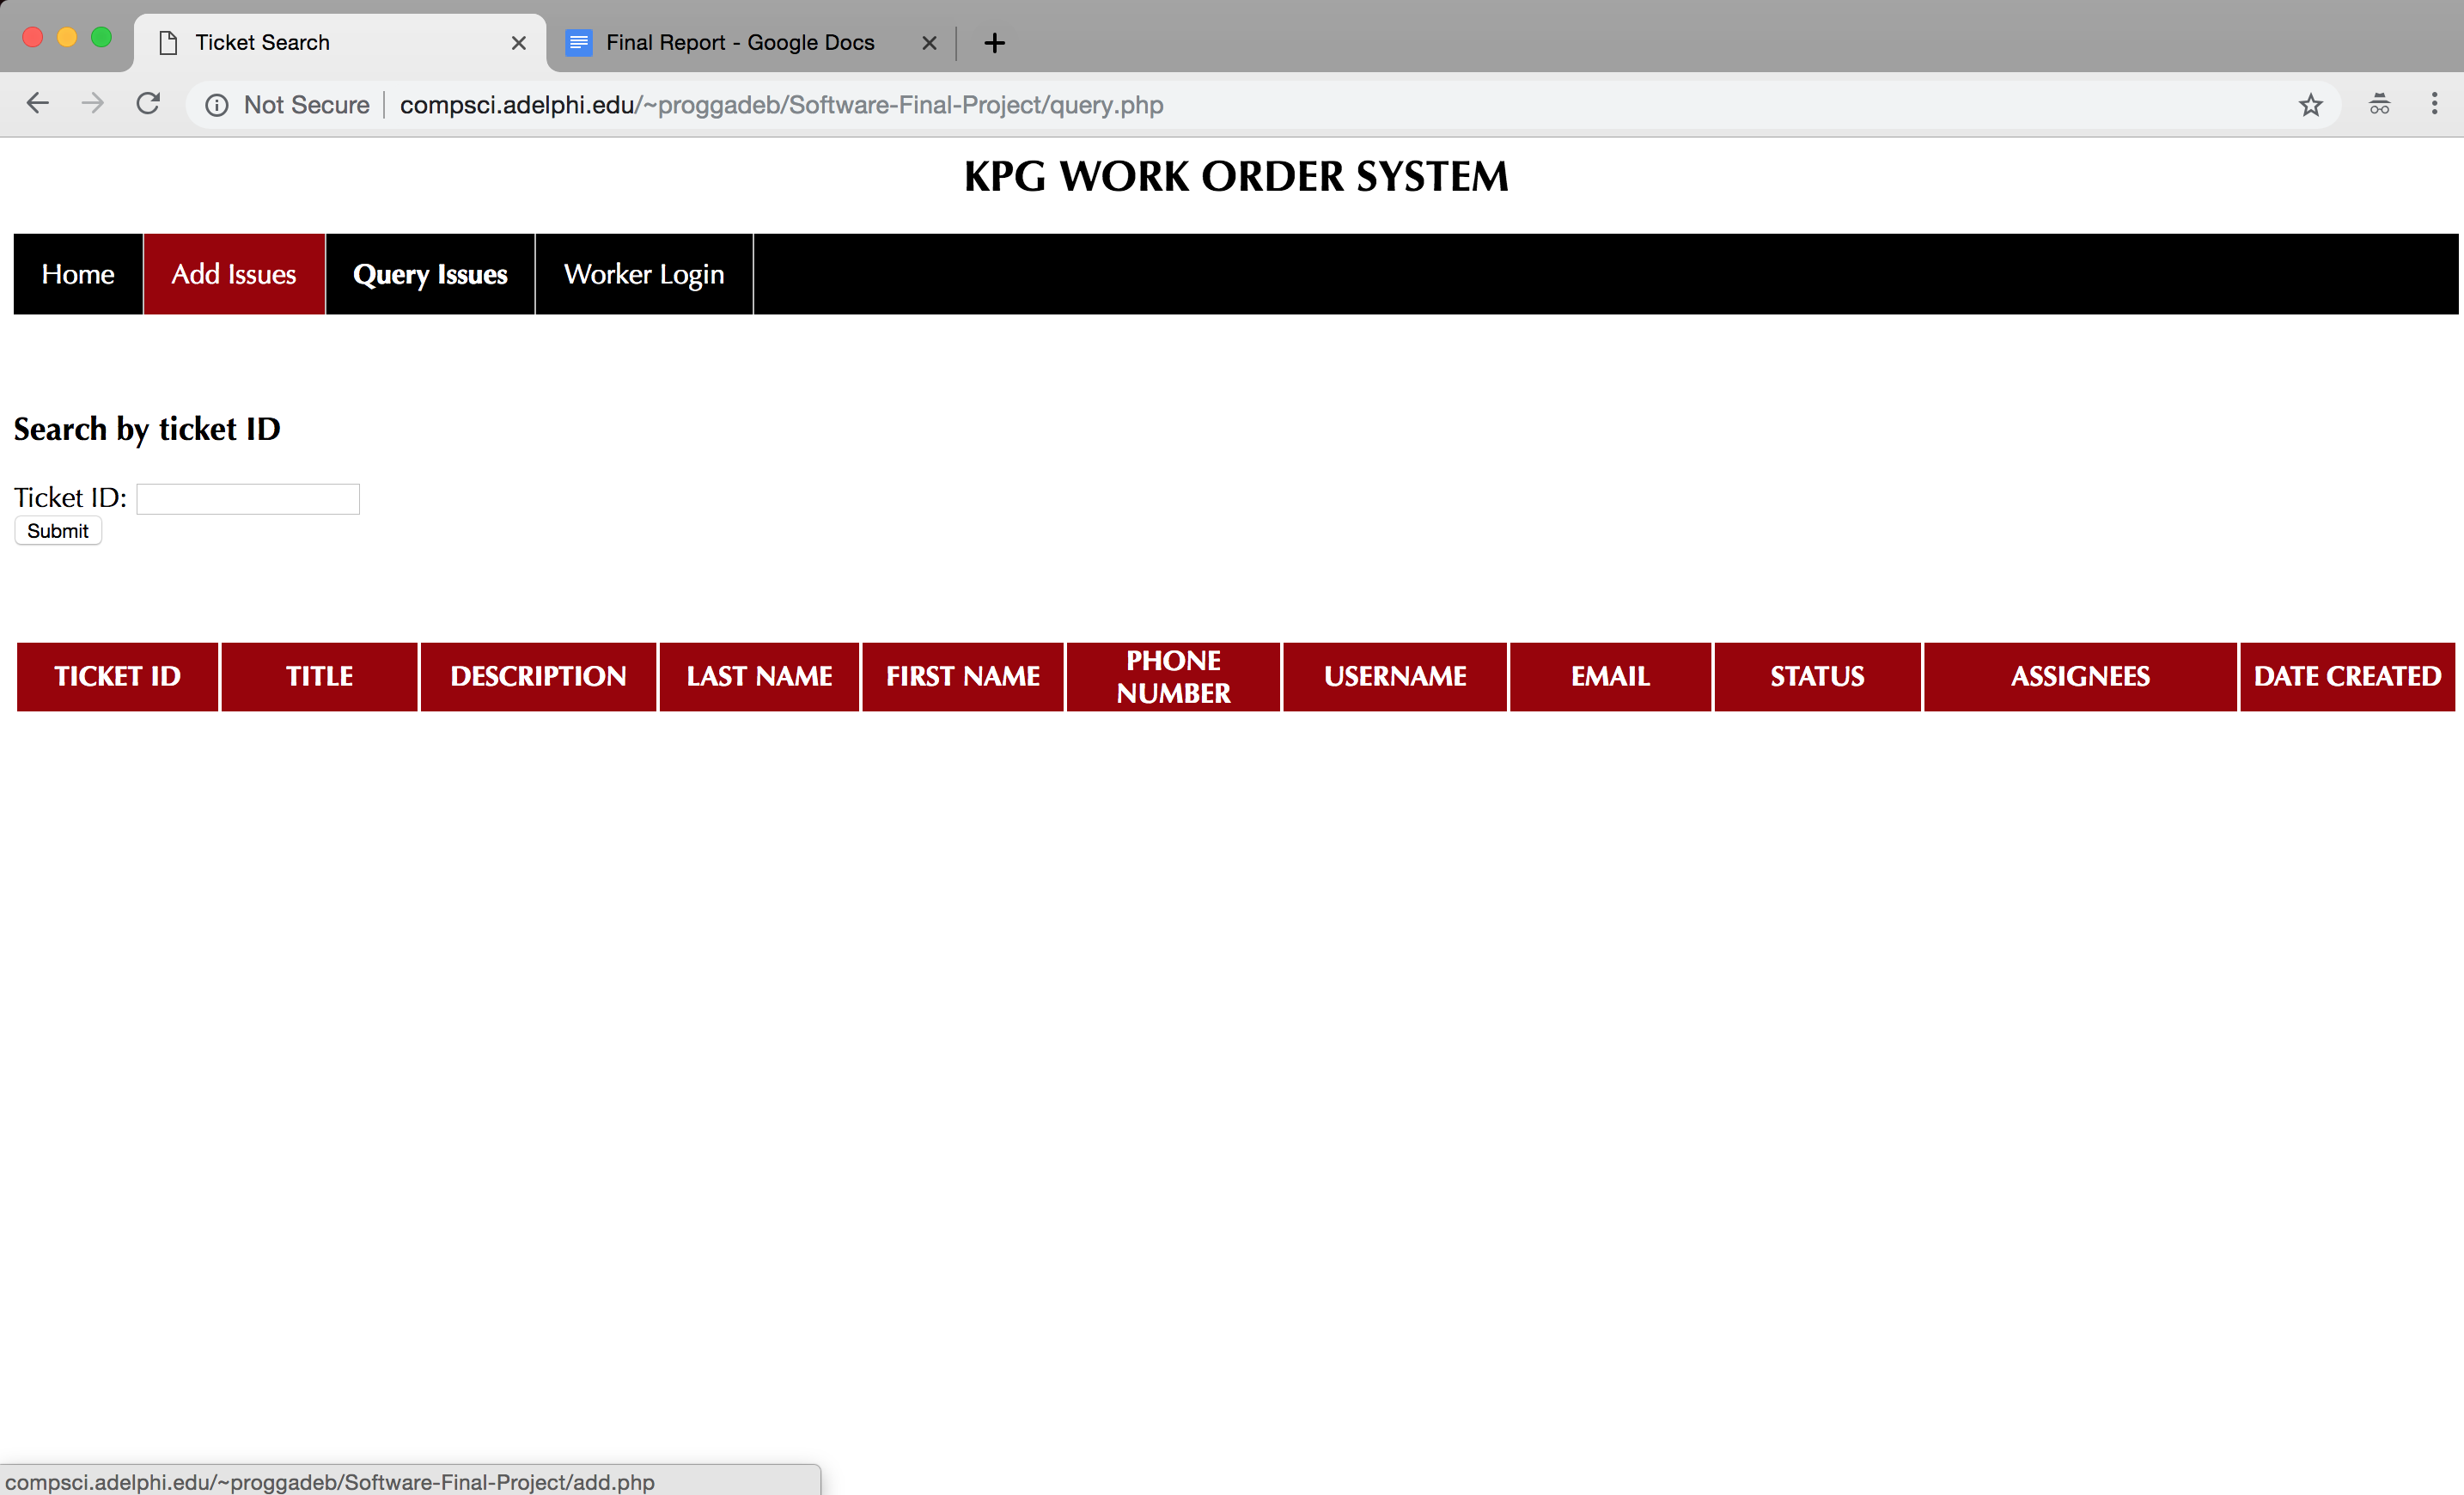 Ticket Search
Final Report - Google Docs
Not Secure compsci.adelphi.edu/~proggadeb/Software-Final-Project/query.php
KPG WORK ORDER SYSTEM
Home Add Issues Query Issues Worker Login
Search by ticket ID
Ticket ID:
Submit
TICKET ID TITLE DESCRIPTION LAST NAME FIRST NAME PHONE NUMBER USERNAME EMAIL STATUS ASSIGNEES DATE CREATED
compsci.adelphi.edu/~proggadeb/Software-Final-Project/add.php